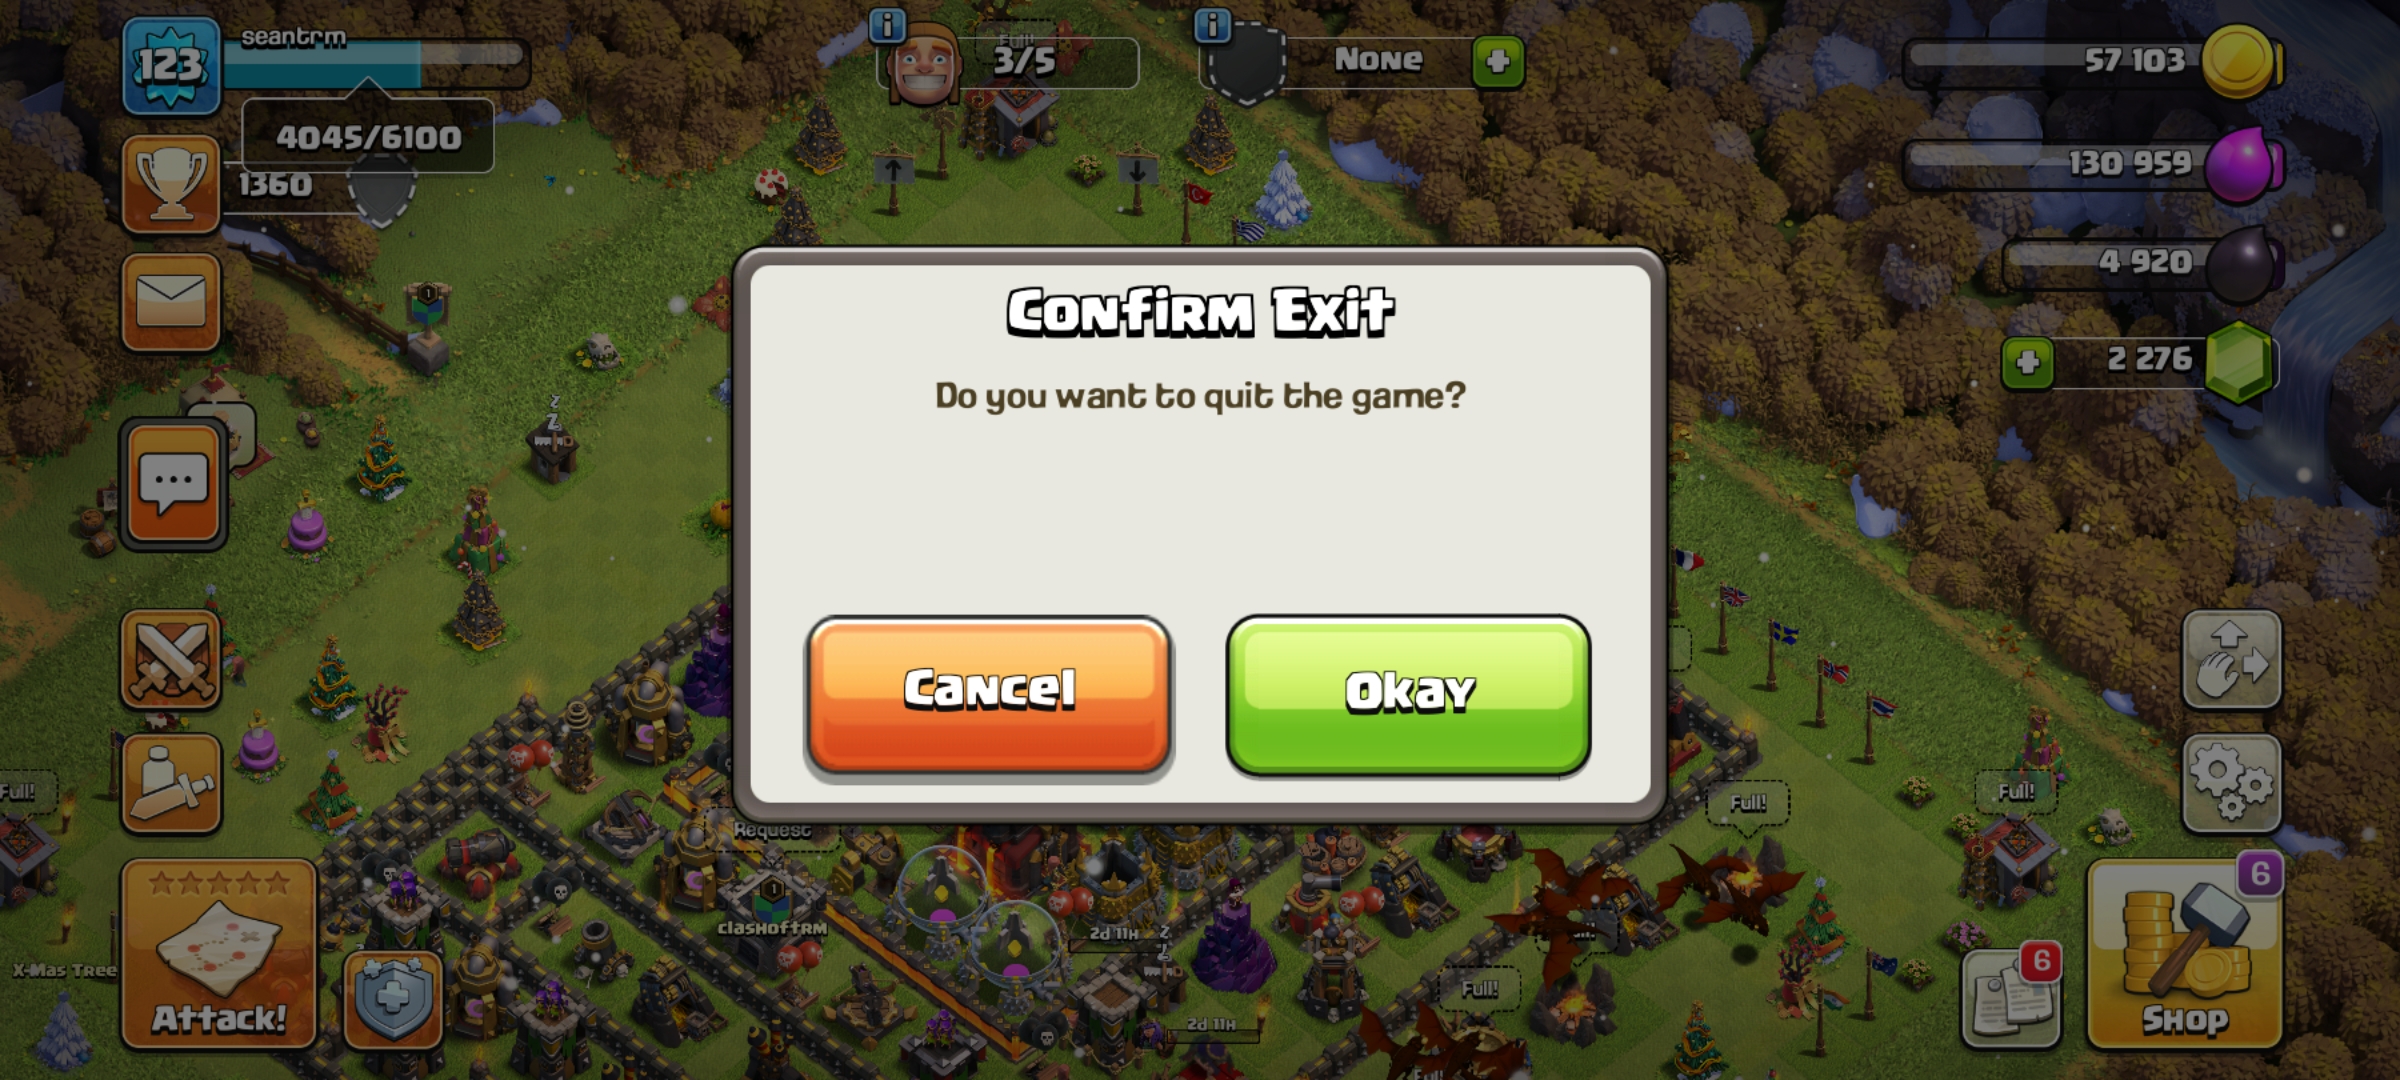 123
seantrm
4045/6100
1360
3/5
None
57 103
130 959
4 920
2 276
Confirm Exit
Do you want to quit the game?
Cancel
Okay
Full!
Full!
Full!
Request
clashoftrm
2d 11h
Full!
2d 11h
X-Mas Tree
Attack!
6
6
Shop
Full!